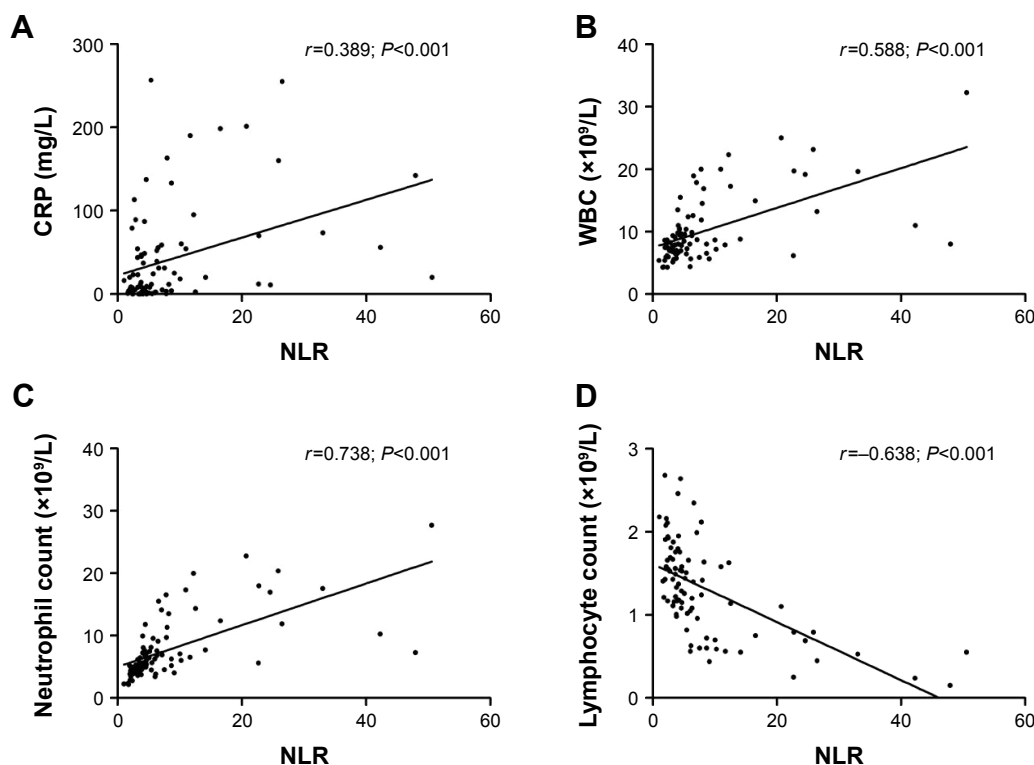 A
r=0.389; P<0.001
CRP (mg/L)
300
200
100
0
0 20 40 60
NLR
B
r=0.588; P<0.001
WBC (×10⁹/L)
40
30
20
10
0
0 20 40 60
NLR
C
r=0.738; P<0.001
Neutrophil count (×10⁹/L)
40
30
20
10
0
0 20 40 60
NLR
D
r=–0.638; P<0.001
Lymphocyte count (×10⁹/L)
3
2
1
0
0 20 40 60
NLR